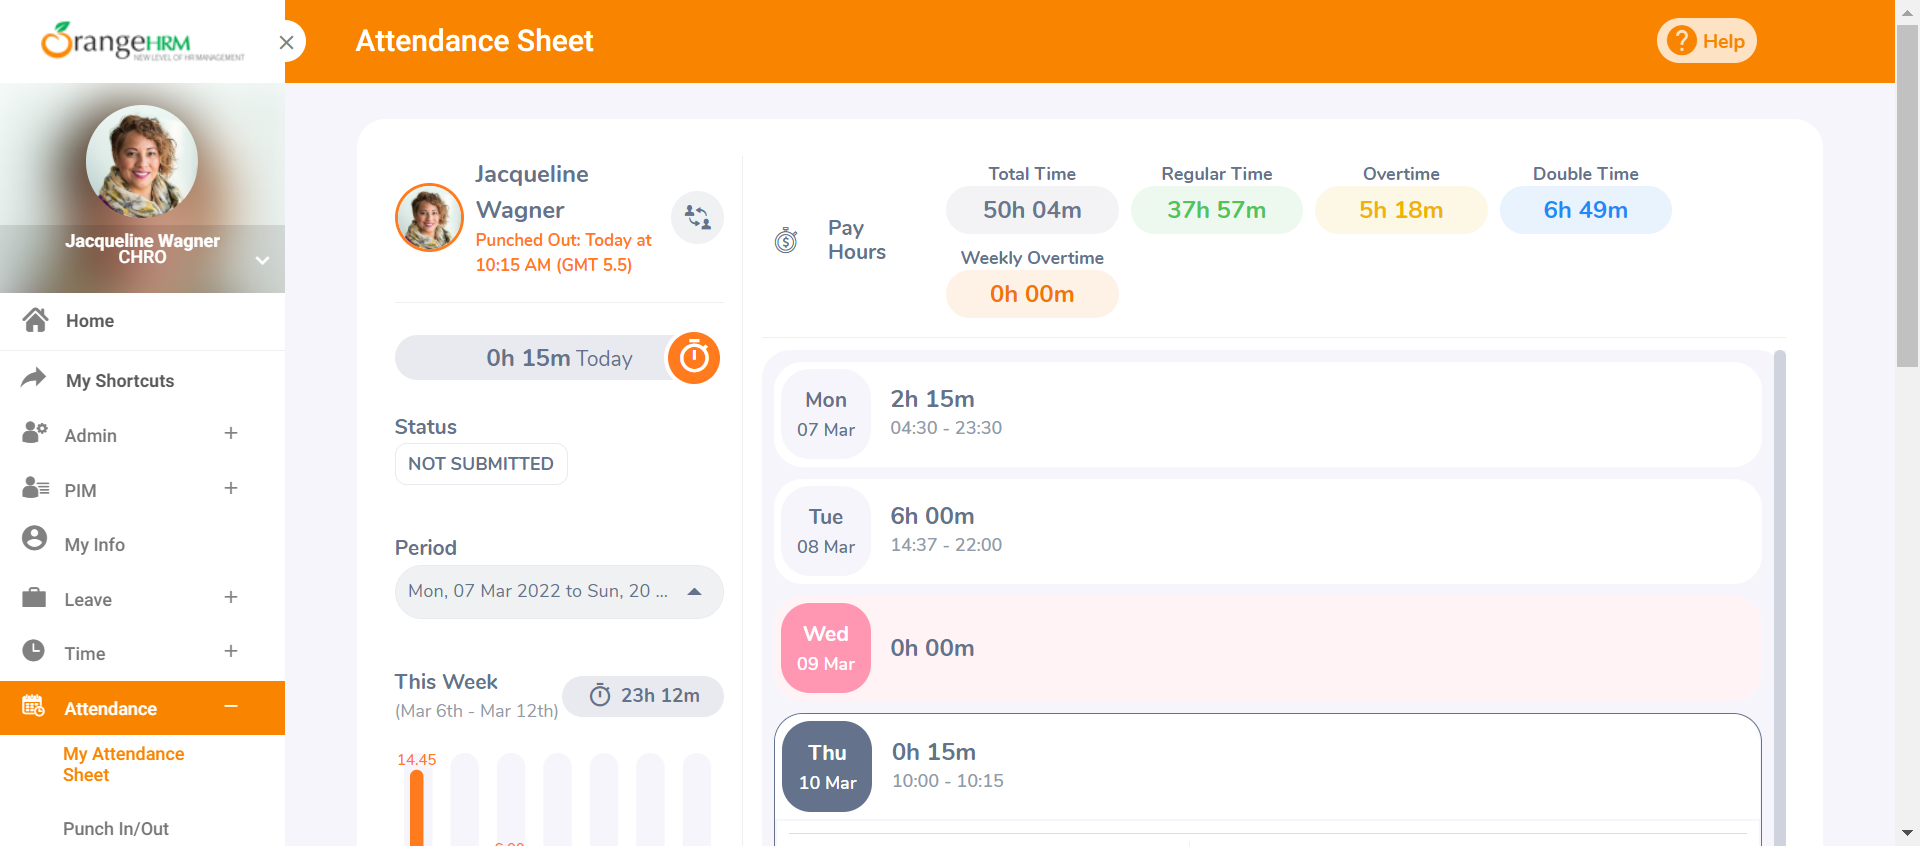 OrangeHRM
NEW LEVEL OF HR MANAGEMENT
Attendance Sheet
? Help
Jacqueline Wagner
CHRO
Home
My Shortcuts
Admin
PIM
My Info
Leave
Time
Attendance
My Attendance
Sheet
Punch In/Out
Jacqueline
Wagner
Punched Out: Today at
10:15 AM (GMT 5.5)
0h 15m Today
Status
NOT SUBMITTED
Period
Mon, 07 Mar 2022 to Sun, 20 ...
This Week
(Mar 6th - Mar 12th)
23h 12m
14.45
Pay
Hours
Total Time
50h 04m
Regular Time
37h 57m
Overtime
5h 18m
Double Time
6h 49m
Weekly Overtime
0h 00m
Mon
07 Mar
2h 15m
04:30 - 23:30
Tue
08 Mar
6h 00m
14:37 - 22:00
Wed
09 Mar
0h 00m
Thu
10 Mar
0h 15m
10:00 - 10:15